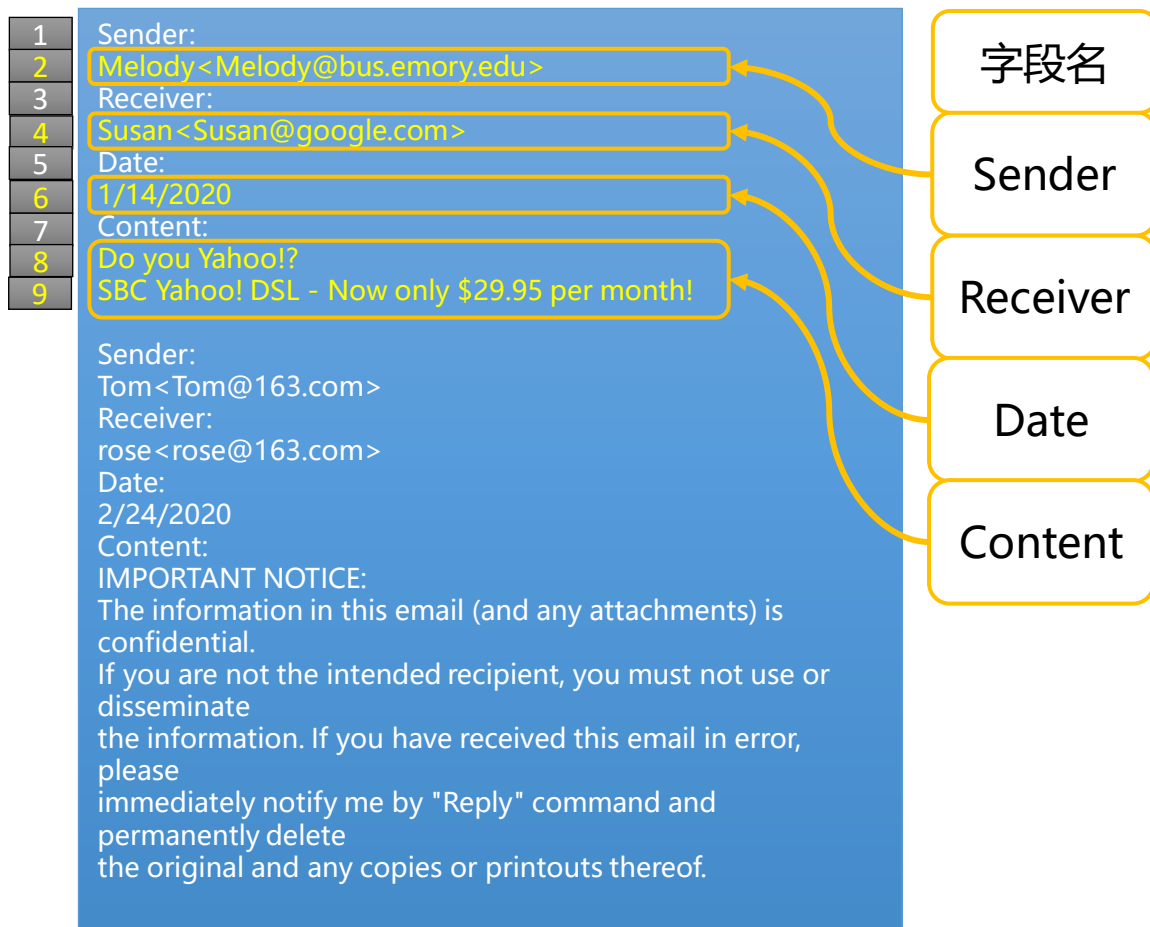 1
2
3
4
5
6
7
8
9
Sender:
Melody<Melody@bus.emory.edu>
Receiver:
Susan<Susan@google.com>
Date:
1/14/2020
Content:
Do you Yahoo!?
SBC Yahoo! DSL - Now only $29.95 per month!
Sender:
Tom<Tom@163.com>
Receiver:
rose<rose@163.com>
Date:
2/24/2020
Content:
IMPORTANT NOTICE:
The information in this email (and any attachments) is
confidential.
If you are not the intended recipient, you must not use or
disseminate
the information. If you have received this email in error,
please
immediately notify me by "Reply" command and
permanently delete
the original and any copies or printouts thereof.
字段名
Sender
Receiver
Date
Content